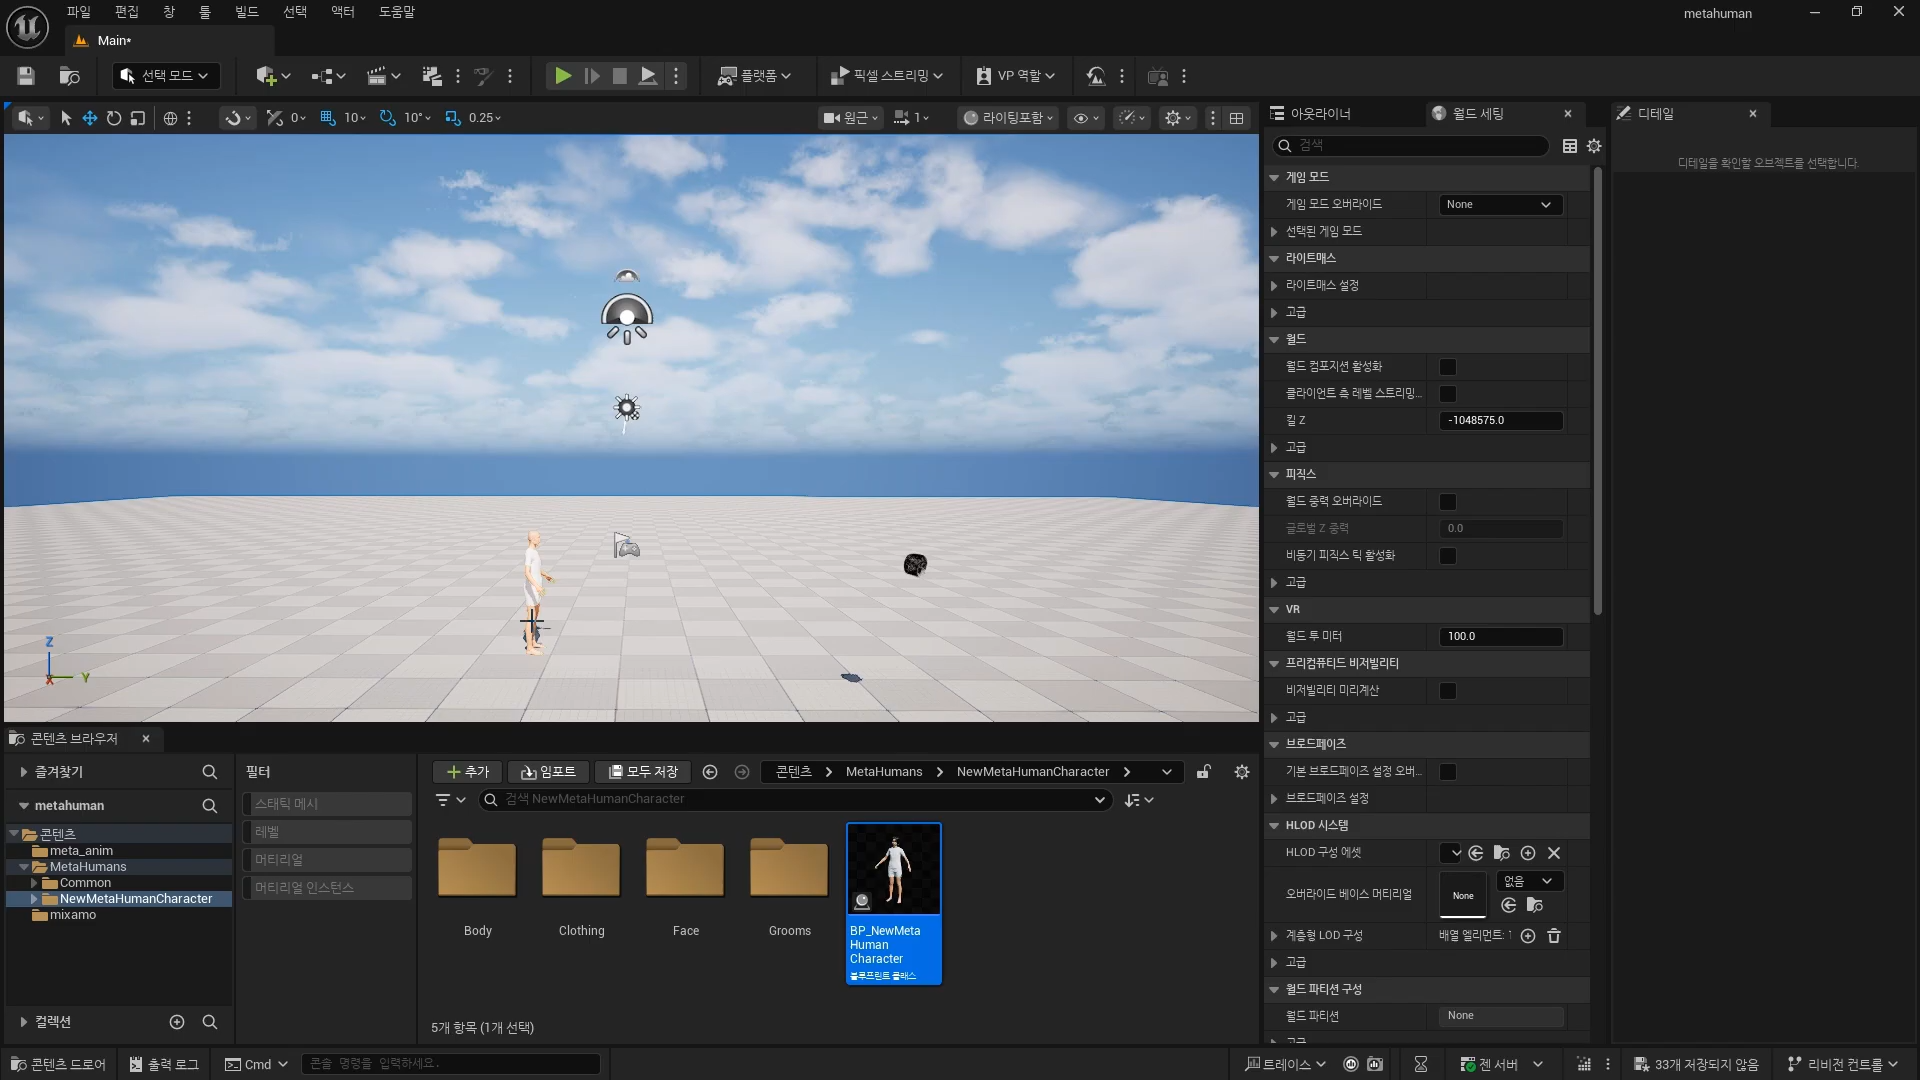 파일 편집 창 툴 빌드 선택 액터 도움말
metahuman
Main*
선택 모드
플랫폼
픽셀 스트리밍
VP 역할
0
10
10°
0.25
원근
1
라이팅포함
아웃라이너
월드 세팅
디테일
검색
디테일을 확인할 오브젝트를 선택합니다.
게임 모드
게임 모드 오버라이드 None
선택된 게임 모드
라이트매스
라이트매스 설정
고급
월드
월드 컴포지션 활성화
클라이언트 측 레벨 스트리밍...
킬 Z -1048575.0
고급
피직스
월드 중력 오버라이드
글로벌 Z 중력 0.0
비동기 피직스 틱 활성화
고급
VR
월드 투 미터 100.0
프리컴퓨티드 비저빌리티
비저빌리티 미리계산
고급
브로드페이즈
기본 브로드페이즈 설정 오버...
브로드페이즈 설정
HLOD 시스템
HLOD 구성 에셋
오버라이드 베이스 머티리얼 None 없음
계층형 LOD 구성 배열 엘리먼트: 1
고급
월드 파티션 구성
월드 파티션 None
고급
Z
X
Y
콘텐츠 브라우저
즐겨찾기
metahuman
콘텐츠
meta_anim
MetaHumans
Common
NewMetaHumanCharacter
mixamo
컬렉션
필터
스태틱 메시
레벨
머티리얼
머티리얼 인스턴스
추가
임포트
모두 저장
콘텐츠 MetaHumans NewMetaHumanCharacter
검색 NewMetaHumanCharacter
Body
Clothing
Face
Grooms
BP_NewMeta
Human
Character
블루프린트 클래스
5개 항목 (1개 선택)
콘텐츠 드로어
출력 로그
Cmd
콘솔 명령을 입력하세요.
트레이스
젠 서버
33개 저장되지 않음
리비전 컨트롤